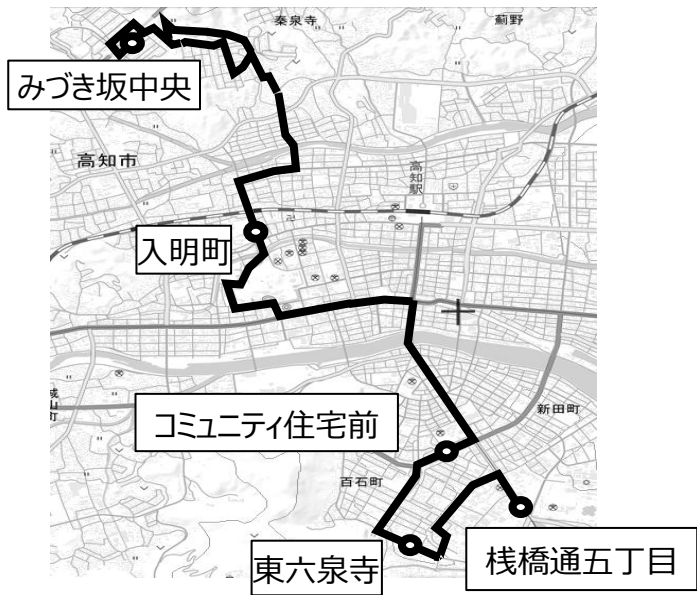 秦泉寺
薊野
みづき坂中央
高知市
高知駅
入明町
コミュニティ住宅前
新田町
百石町
東六泉寺
桟橋通五丁目